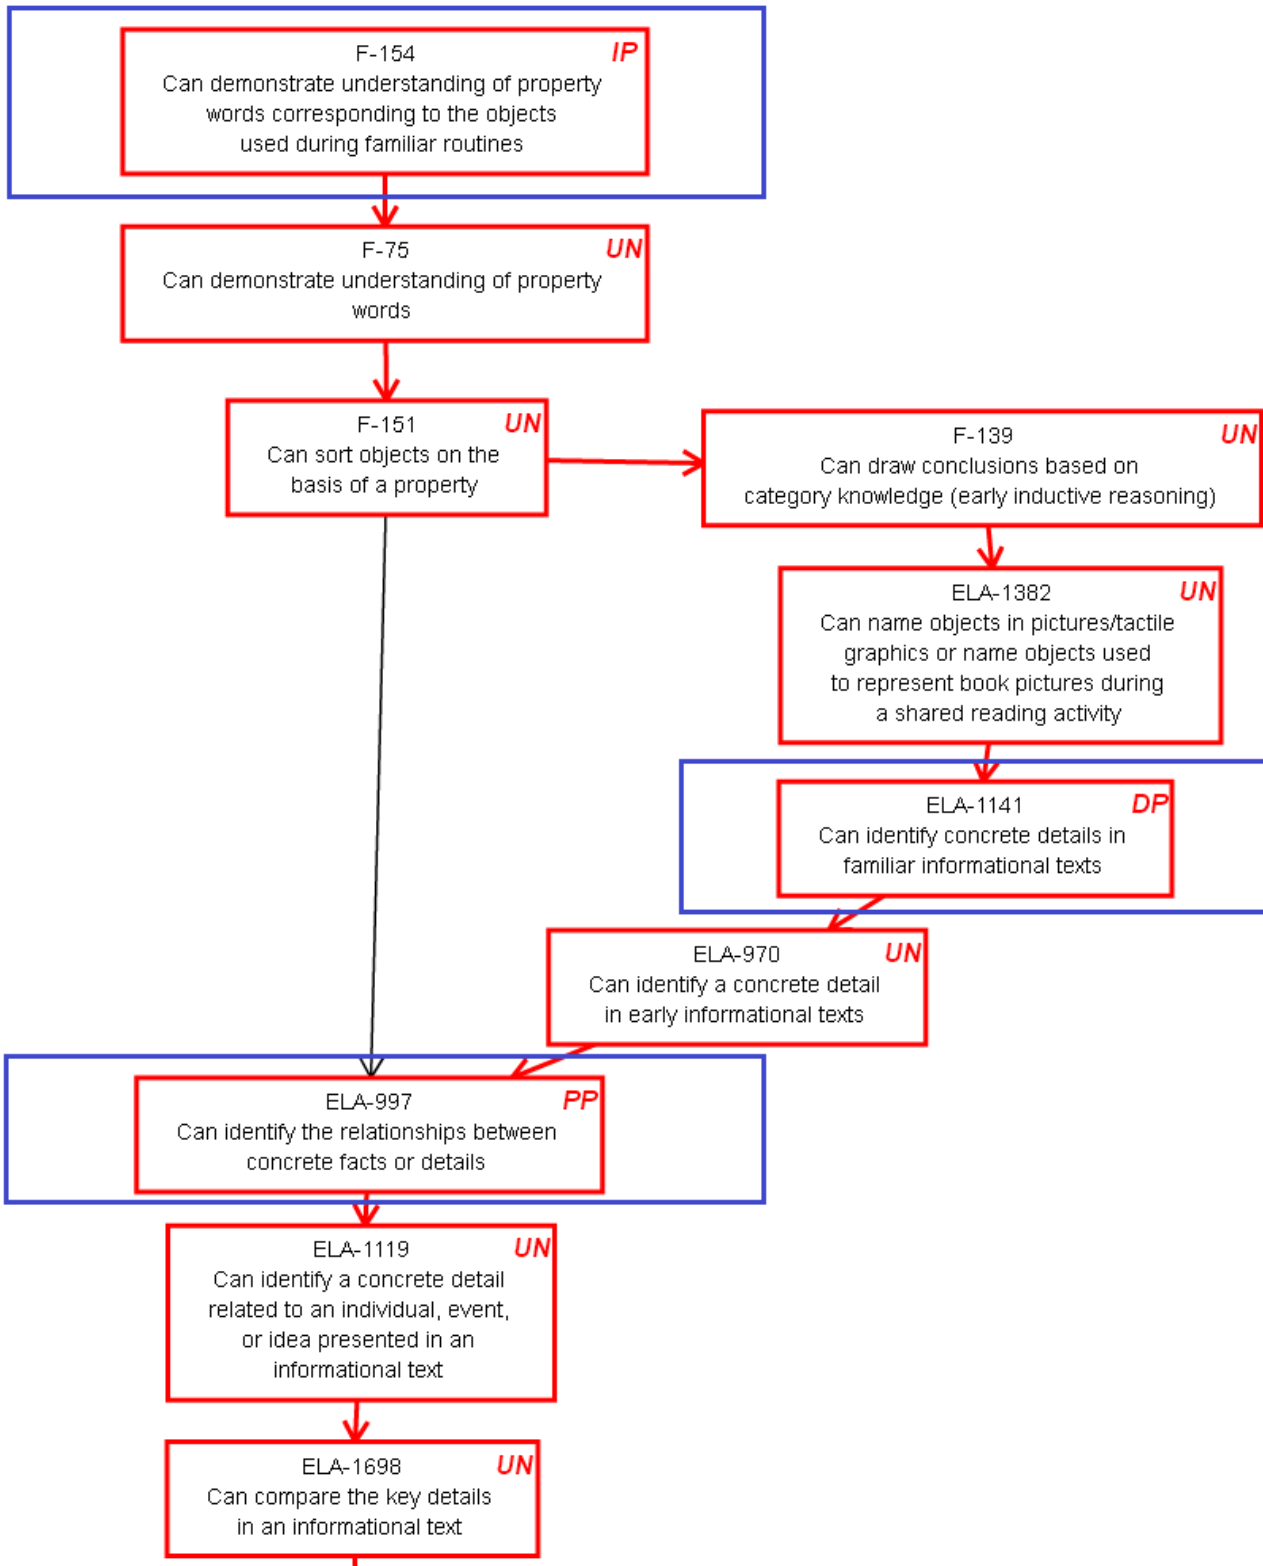 F-154 IP
Can demonstrate understanding of property
words corresponding to the objects
used during familiar routines
F-75 UN
Can demonstrate understanding of property
words
F-151 UN
Can sort objects on the
basis of a property
F-139 UN
Can draw conclusions based on
category knowledge (early inductive reasoning)
ELA-1382 UN
Can name objects in pictures/tactile
graphics or name objects used
to represent book pictures during
a shared reading activity
ELA-1141 DP
Can identify concrete details in
familiar informational texts
ELA-970 UN
Can identify a concrete detail
in early informational texts
ELA-997 PP
Can identify the relationships between
concrete facts or details
ELA-1119 UN
Can identify a concrete detail
related to an individual, event,
or idea presented in an
informational text
ELA-1698 UN
Can compare the key details
in an informational text